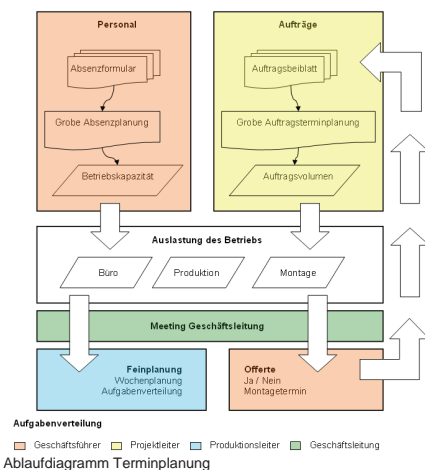 Personal
Aufträge
Absenzformular
Auftragsbeiblatt
Grobe Absenzplanung
Grobe Auftragsterminplanung
Betriebskapazität
Auftragsvolumen
Auslastung des Betriebs
Büro
Produktion
Montage
Meeting Geschäftsleitung
Feinplanung
Wochenplanung
Aufgabenverteilung
Offerte
Ja / Nein
Montagetermin
Aufgabenverteilung
Geschäftsführer
Projektleiter
Produktionsleiter
Geschäftsleitung
Ablaufdiagramm Terminplanung